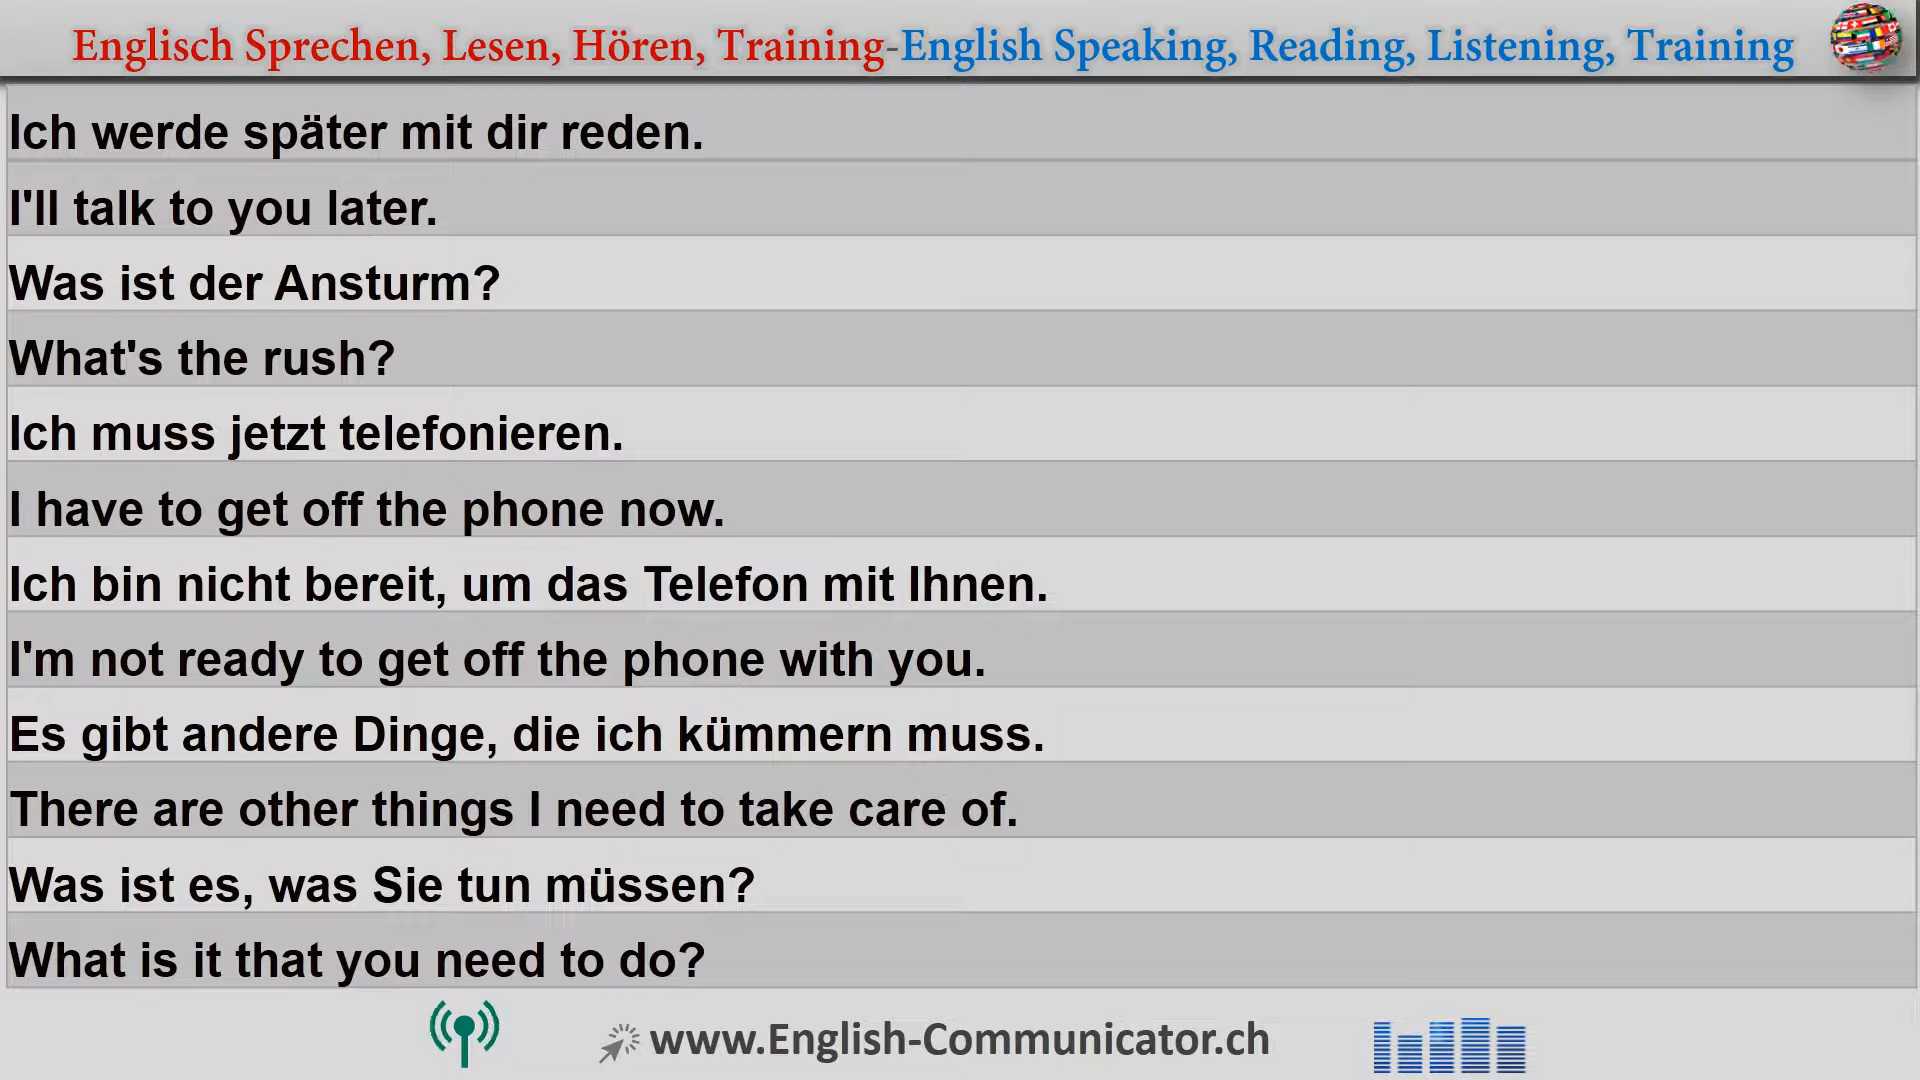 Englisch Sprechen, Lesen, Hören, Training-English Speaking, Reading, Listening, Training
Ich werde später mit dir reden.
I'll talk to you later.
Was ist der Ansturm?
What's the rush?
Ich muss jetzt telefonieren.
I have to get off the phone now.
Ich bin nicht bereit, um das Telefon mit Ihnen.
I'm not ready to get off the phone with you.
Es gibt andere Dinge, die ich kümmern muss.
There are other things I need to take care of.
Was ist es, was Sie tun müssen?
What is it that you need to do?
www.English-Communicator.ch